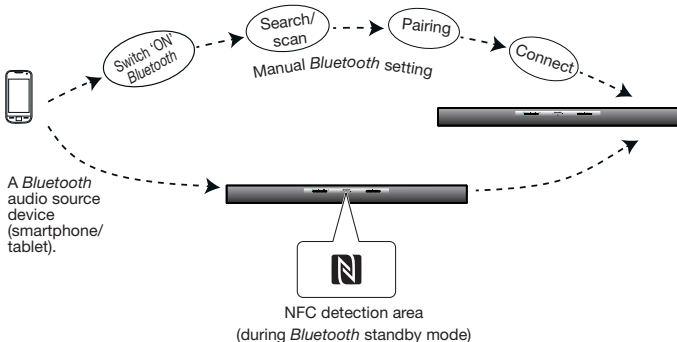 Switch 'ON'
Bluetooth
Search/
scan
Pairing
Connect
Manual Bluetooth setting
A Bluetooth
audio source
device
(smartphone/
tablet).
NFC detection area
(during Bluetooth standby mode)